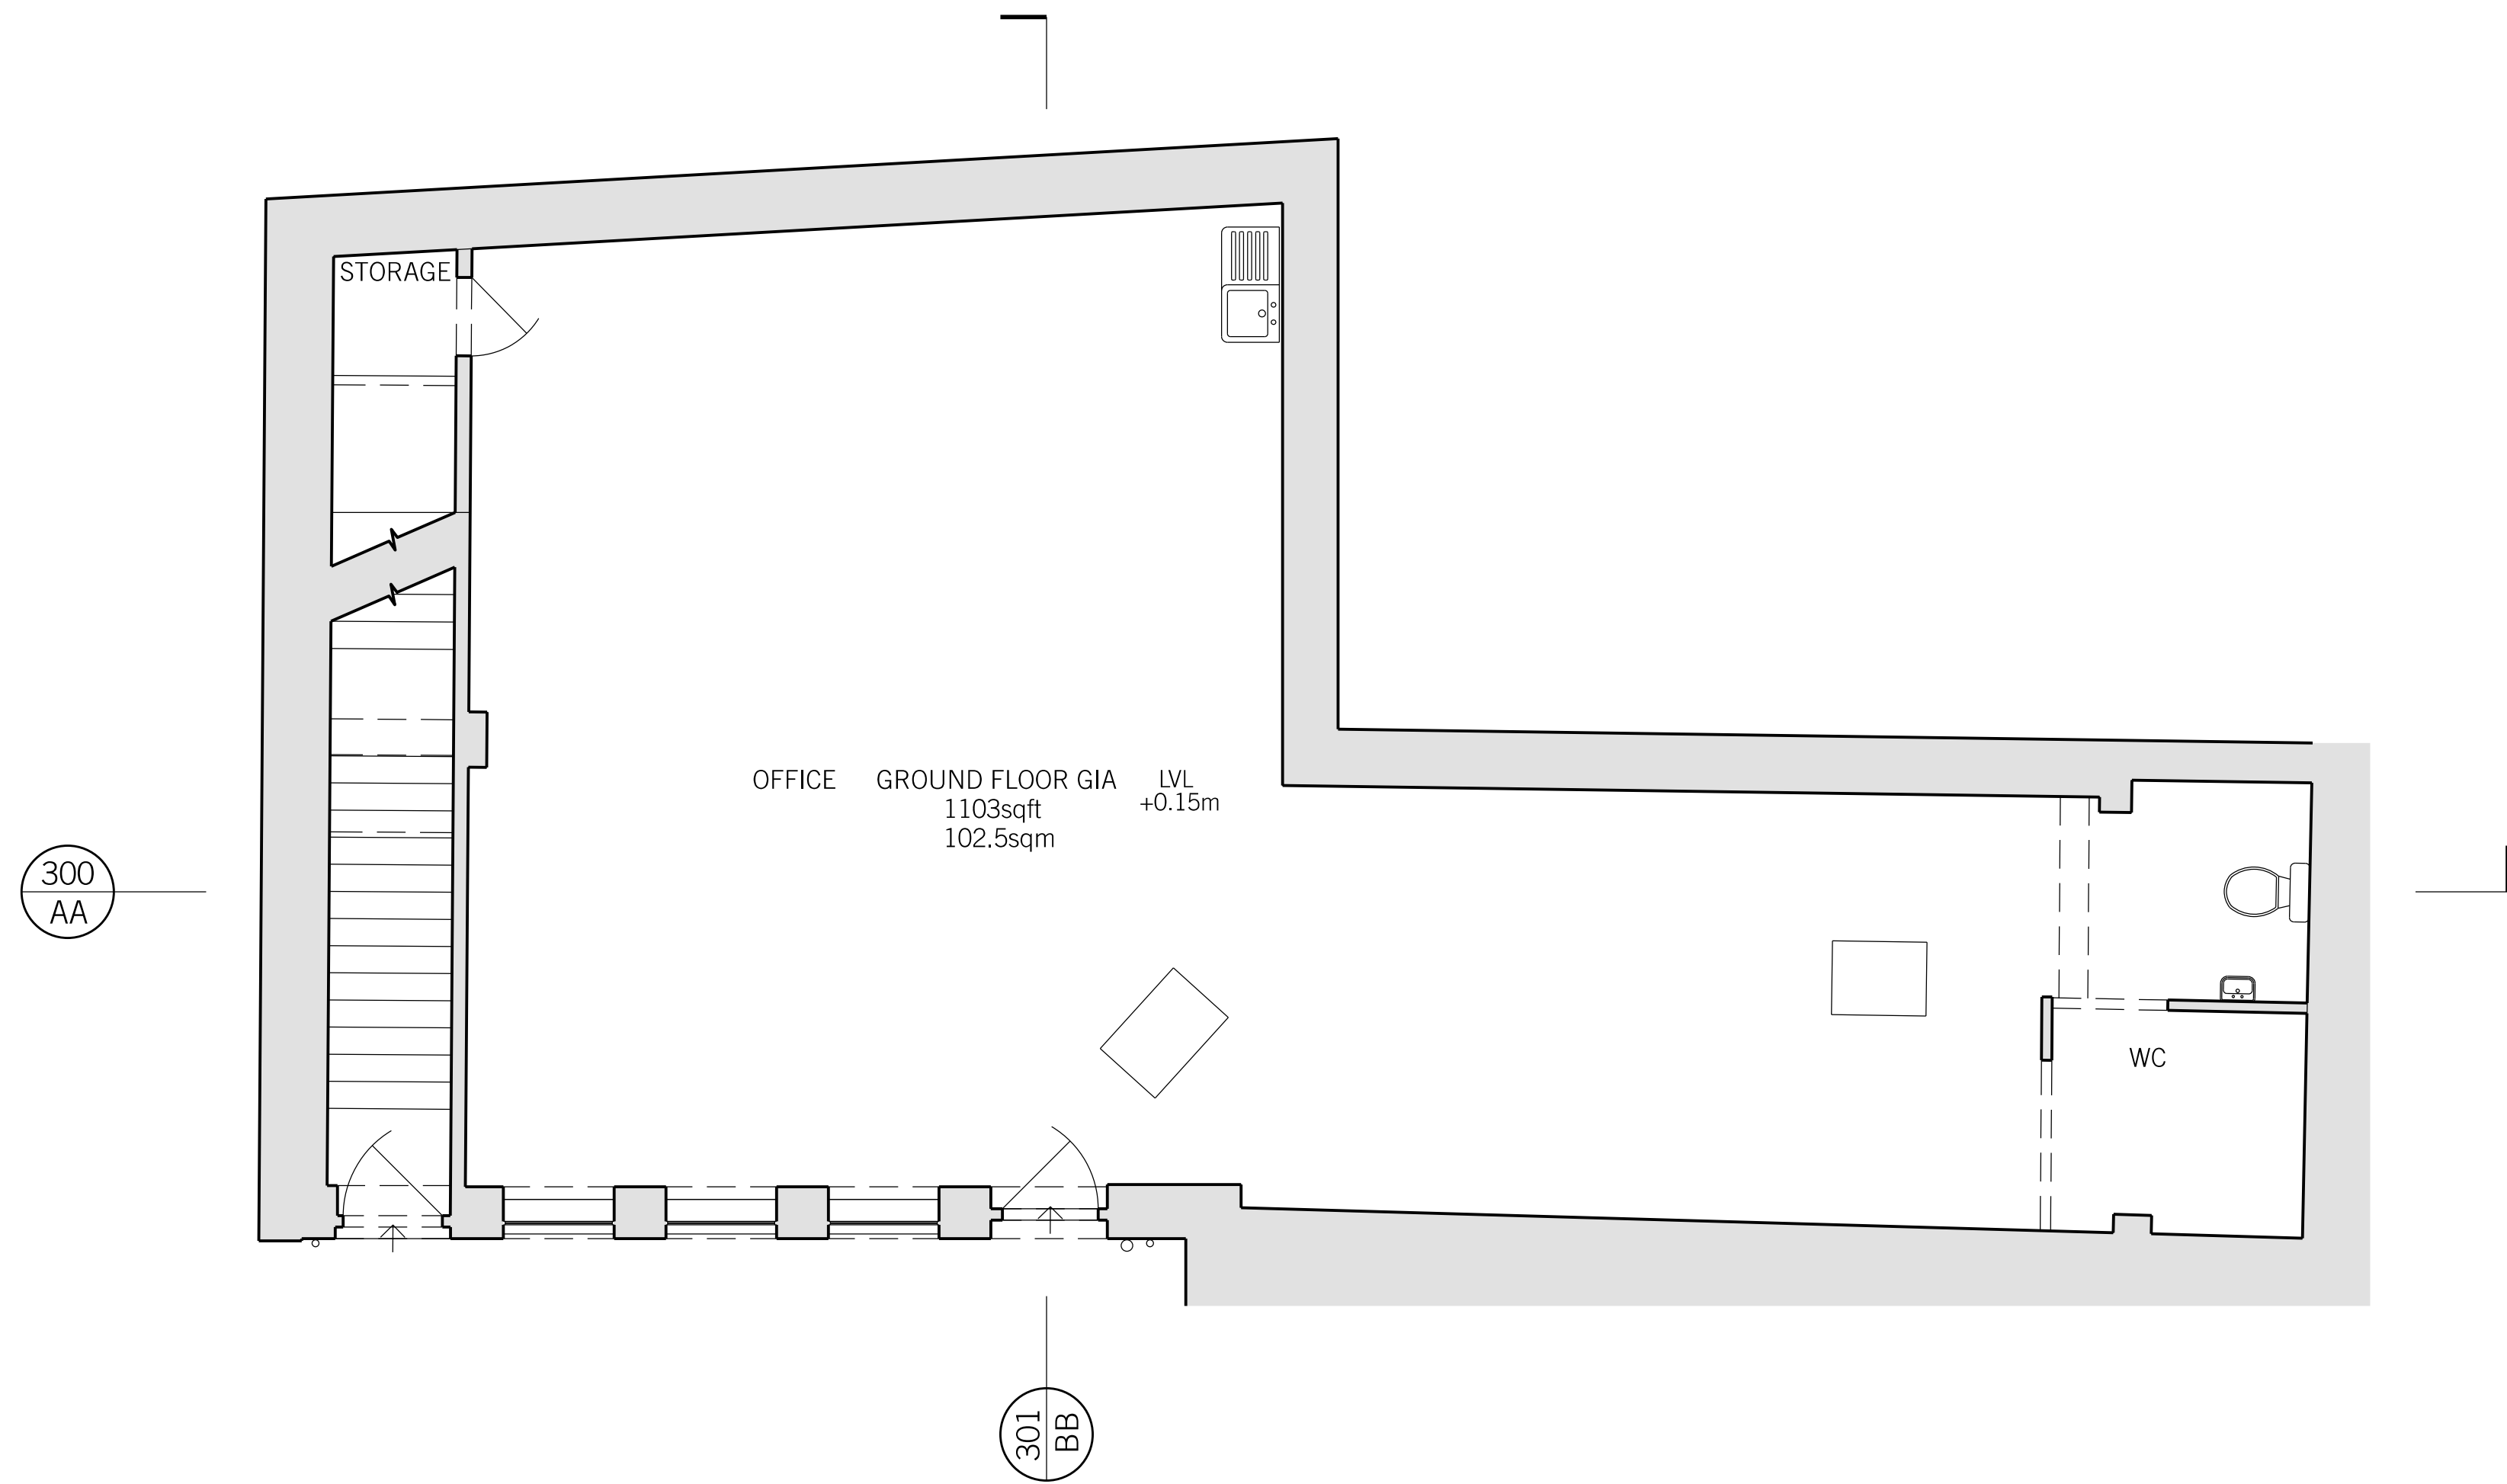 STORAGE
OFFICE GROUND FLOOR GIA LVL
1103sqft +0.15m
102.5sqm
300
AA
WC
301
BB